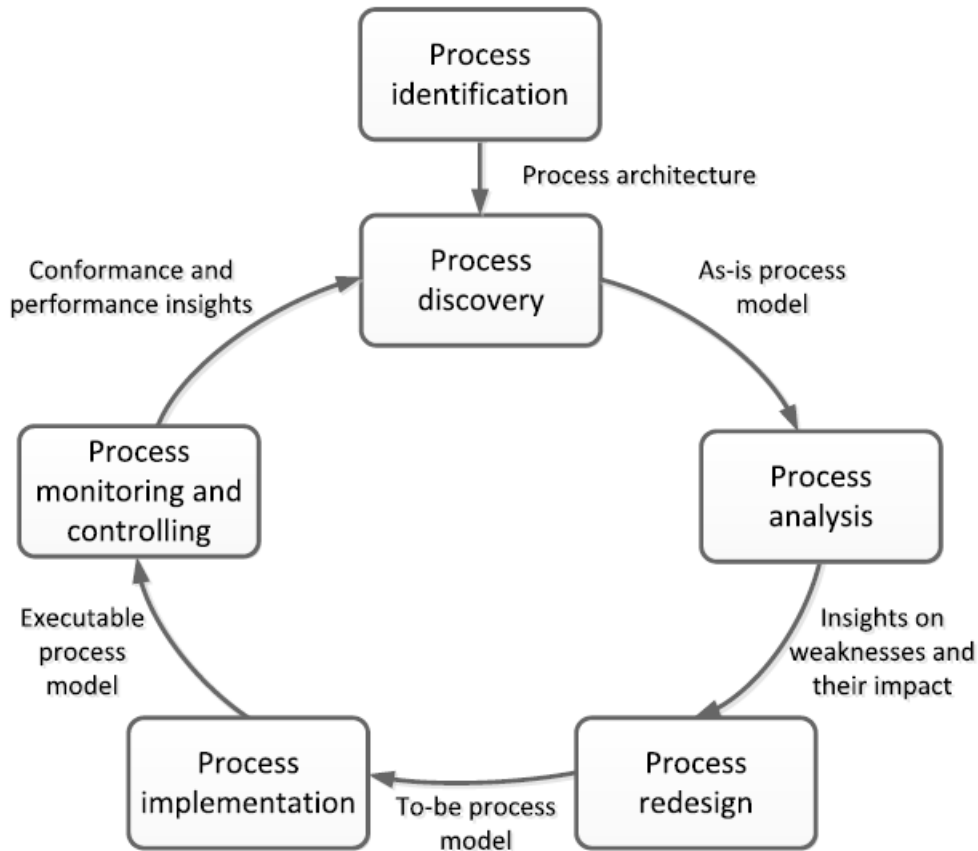 Process
identification
Process architecture
Process
discovery
Conformance and
performance insights
As-is process
model
Process
monitoring and
controlling
Process
analysis
Executable
process
model
Insights on
weaknesses and
their impact
Process
implementation
To-be process
model
Process
redesign